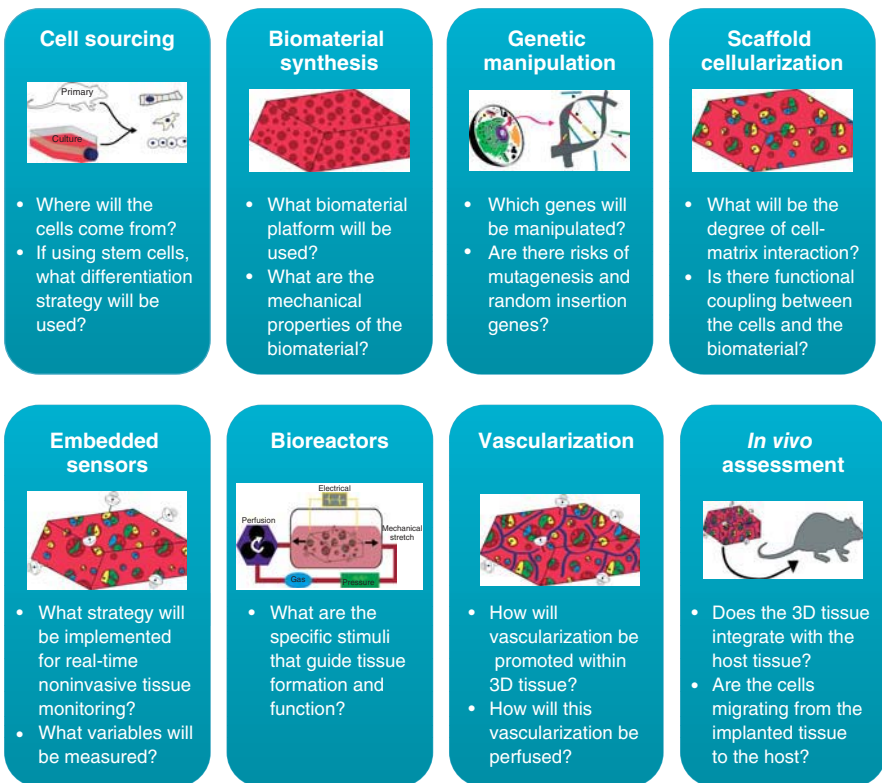 Cell sourcing
Primary
Culture
• Where will the
cells come from?
• If using stem cells,
what differentiation
strategy will be
used?
Biomaterial
synthesis
• What biomaterial
platform will be
used?
• What are the
mechanical
properties of the
biomaterial?
Genetic
manipulation
• Which genes will
be manipulated?
• Are there risks of
mutagenesis and
random insertion
genes?
Scaffold
cellularization
• What will be the
degree of cell-
matrix interaction?
• Is there functional
coupling between
the cells and the
biomaterial?
Embedded
sensors
• What strategy will
be implemented
for real-time
noninvasive tissue
monitoring?
• What variables will
be measured?
Bioreactors
Electrical
Perfusion
Mechanical
stretch
Gas
Pressure
• What are the
specific stimuli
that guide tissue
formation and
function?
Vascularization
• How will
vascularization be
promoted within
3D tissue?
• How will this
vascularization be
perfused?
In vivo
assessment
• Does the 3D tissue
integrate with the
host tissue?
• Are the cells
migrating from the
implanted tissue
to the host?